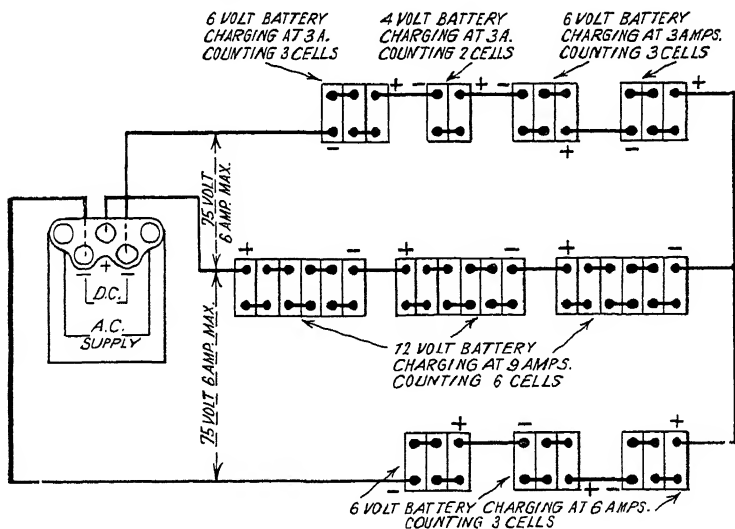 6 VOLT BATTERY
CHARGING AT 3 A.
COUNTING 3 CELLS
4 VOLT BATTERY
CHARGING AT 3 A.
COUNTING 2 CELLS
6 VOLT BATTERY
CHARGING AT 3 AMPS.
COUNTING 3 CELLS
+ - + - +
- + -
75 VOLT
6 AMP. MAX.
+ - + - + -
- + -
D.C.
A.C.
SUPPLY
75 VOLT 6 AMP. MAX.
12 VOLT BATTERY
CHARGING AT 9 AMPS.
COUNTING 6 CELLS
+ - +
- + -
6 VOLT BATTERY CHARGING AT 6 AMPS.
COUNTING 3 CELLS